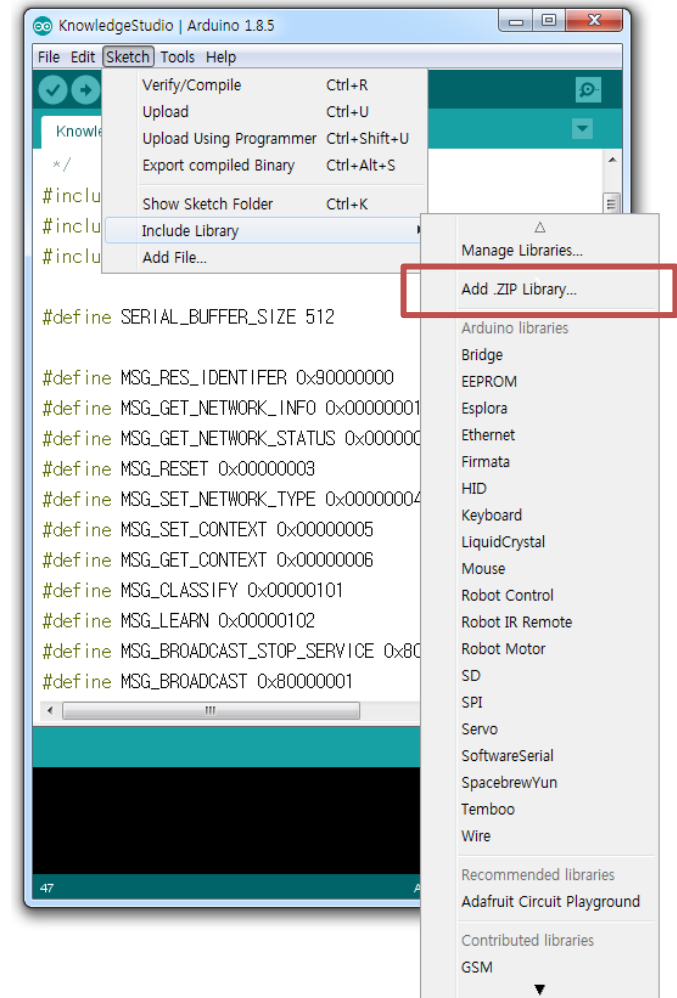 KnowledgeStudio | Arduino 1.8.5
File Edit Sketch Tools Help
Verify/Compile Ctrl+R
Upload Ctrl+U
Upload Using Programmer Ctrl+Shift+U
Export compiled Binary Ctrl+Alt+S
Show Sketch Folder Ctrl+K
Include Library
Add File...
Knowle
*/
#inclu
#inclu
#inclu
#define SERIAL_BUFFER_SIZE 512
#define MSG_RES_IDENTIFER 0x90000000
#define MSG_GET_NETWORK_INFO 0x00000001
#define MSG_GET_NETWORK_STATUS 0x000000
#define MSG_RESET 0x00000003
#define MSG_SET_NETWORK_TYPE 0x00000004
#define MSG_SET_CONTEXT 0x00000005
#define MSG_GET_CONTEXT 0x00000006
#define MSG_CLASSIFY 0x00000101
#define MSG_LEARN 0x00000102
#define MSG_BROADCAST_STOP_SERVICE 0x80
#define MSG_BROADCAST 0x80000001
47
A
Manage Libraries...
Add .ZIP Library...
Arduino libraries
Bridge
EEPROM
Esplora
Ethernet
Firmata
HID
Keyboard
LiquidCrystal
Mouse
Robot Control
Robot IR Remote
Robot Motor
SD
SPI
Servo
SoftwareSerial
SpacebrewYun
Temboo
Wire
Recommended libraries
Adafruit Circuit Playground
Contributed libraries
GSM